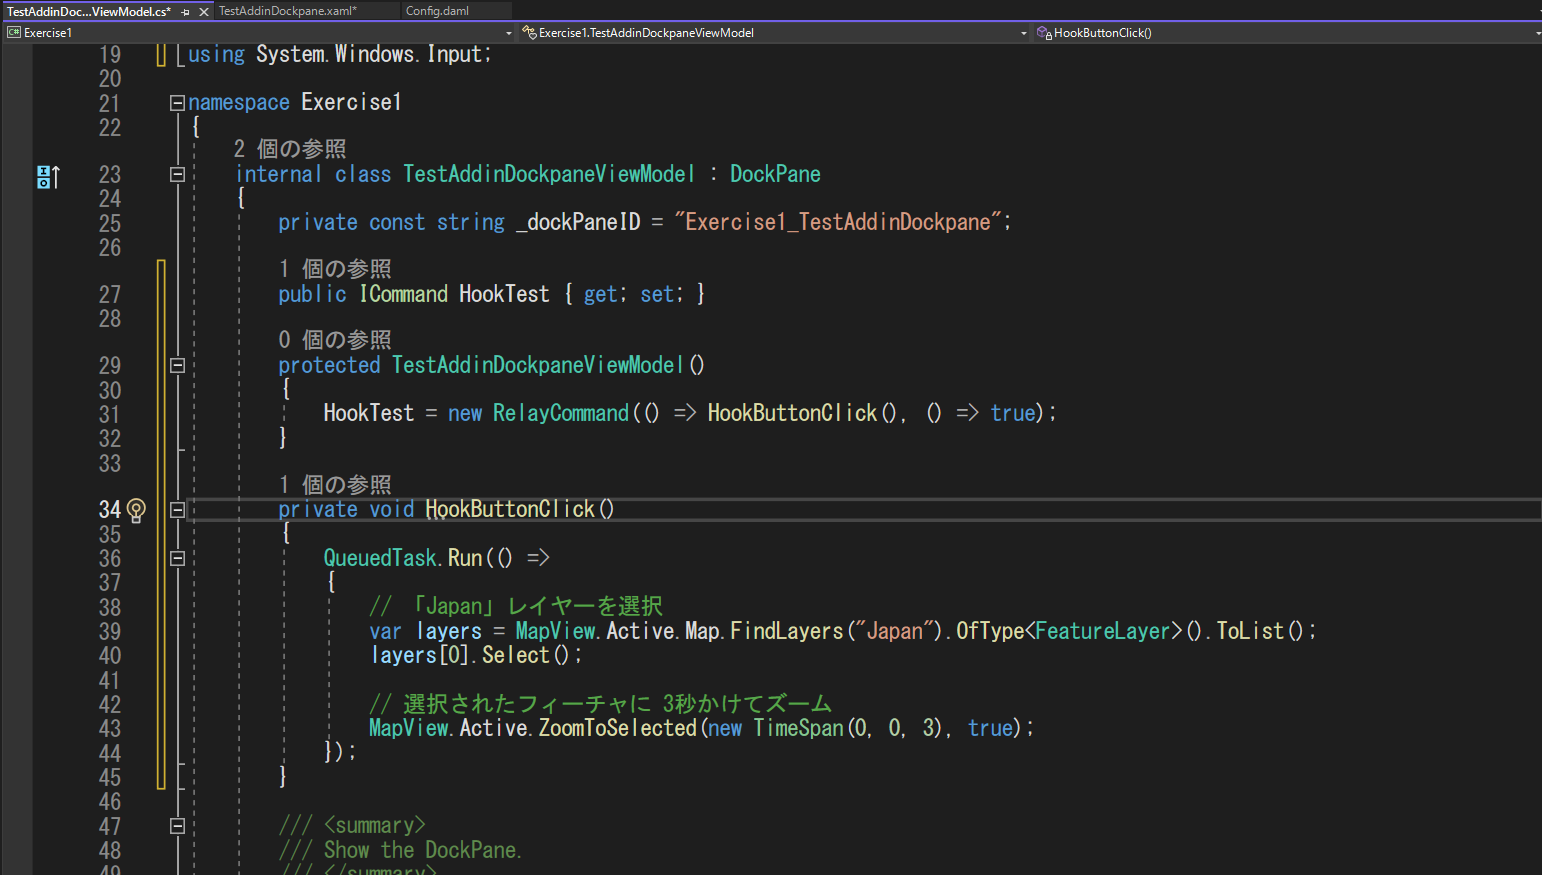 TestAddinDoc...ViewModel.cs* TestAddinDockpane.xaml* Config.daml
C# Exercise1 Exercise1.TestAddinDockpaneViewModel HookButtonClick()
19 using System.Windows.Input;
20
21 namespace Exercise1
22 {
2 個の参照
23 internal class TestAddinDockpaneViewModel : DockPane
24 {
25 private const string _dockPaneID = "Exercise1_TestAddinDockpane";
26
1 個の参照
27 public ICommand HookTest { get; set; }
28
0 個の参照
29 protected TestAddinDockpaneViewModel()
30 {
31 HookTest = new RelayCommand(() => HookButtonClick(), () => true);
32 }
33
1 個の参照
34 private void HookButtonClick()
35 {
36 QueuedTask.Run(() =>
37 {
38 // 「Japan」レイヤーを選択
39 var layers = MapView.Active.Map.FindLayers("Japan").OfType<FeatureLayer>().ToList();
40 layers[0].Select();
41
42 // 選択されたフィーチャに 3秒かけてズーム
43 MapView.Active.ZoomToSelected(new TimeSpan(0, 0, 3), true);
44 });
45 }
46
47 /// <summary>
48 /// Show the DockPane.
49 /// </summary>